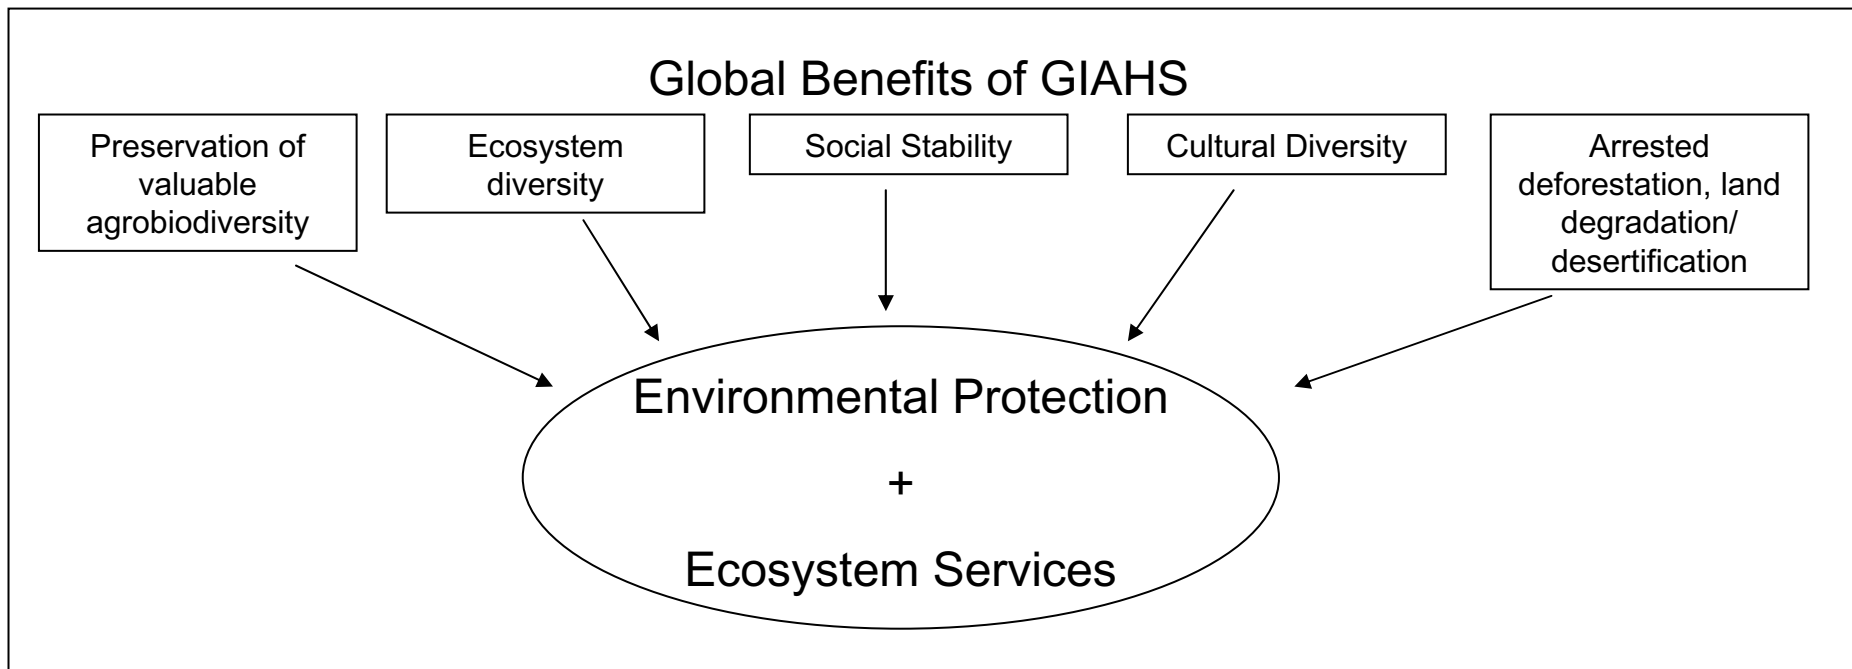 Global Benefits of GIAHS
Preservation of
valuable
agrobiodiversity
Ecosystem
diversity
Social Stability
Cultural Diversity
Arrested
deforestation, land
degradation/
desertification
Environmental Protection
+
Ecosystem Services